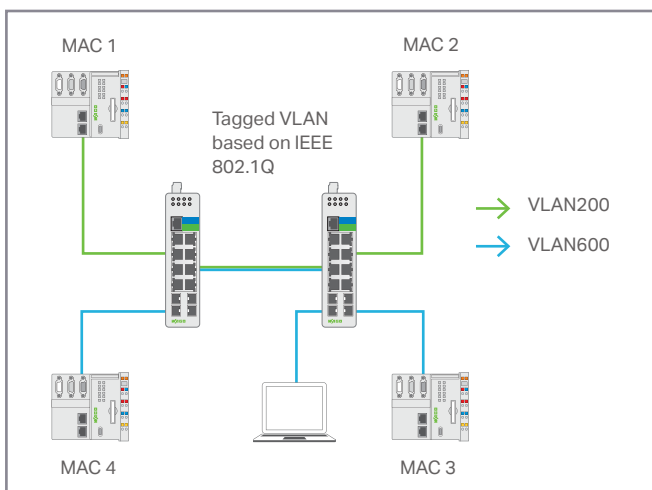 MAC 1
MAC 2
Tagged VLAN
based on IEEE
802.1Q
VLAN200
VLAN600
MAC 4
MAC 3